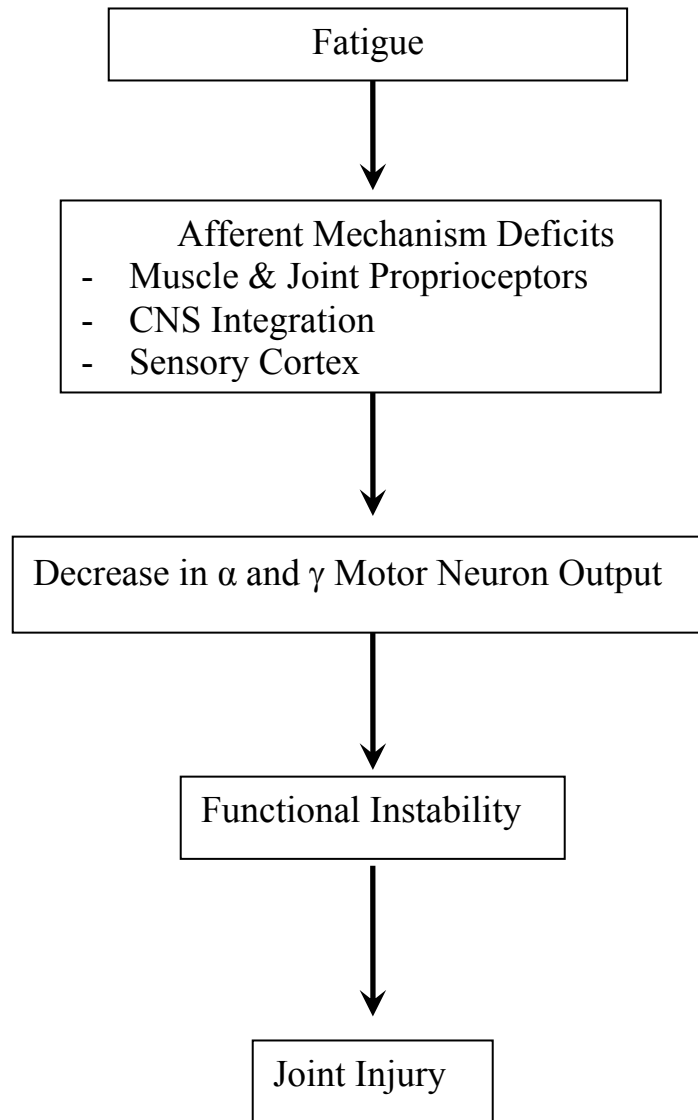 Fatigue
Afferent Mechanism Deficits
- Muscle & Joint Proprioceptors
- CNS Integration
- Sensory Cortex
Decrease in α and γ Motor Neuron Output
Functional Instability
Joint Injury